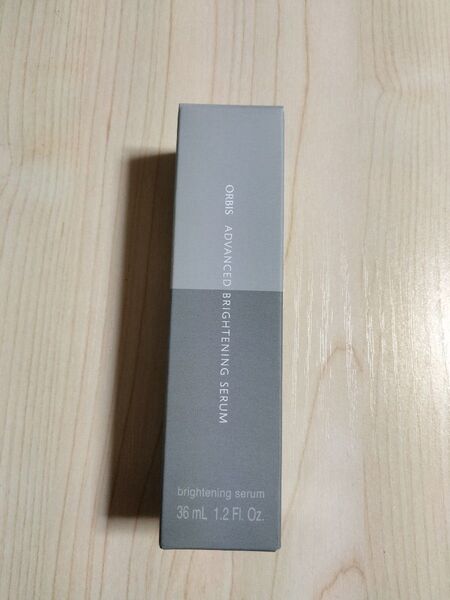 ORBIS ADVANCED BRIGHTENING SERUM
brightening serum
36 mL 1.2 Fl. Oz.